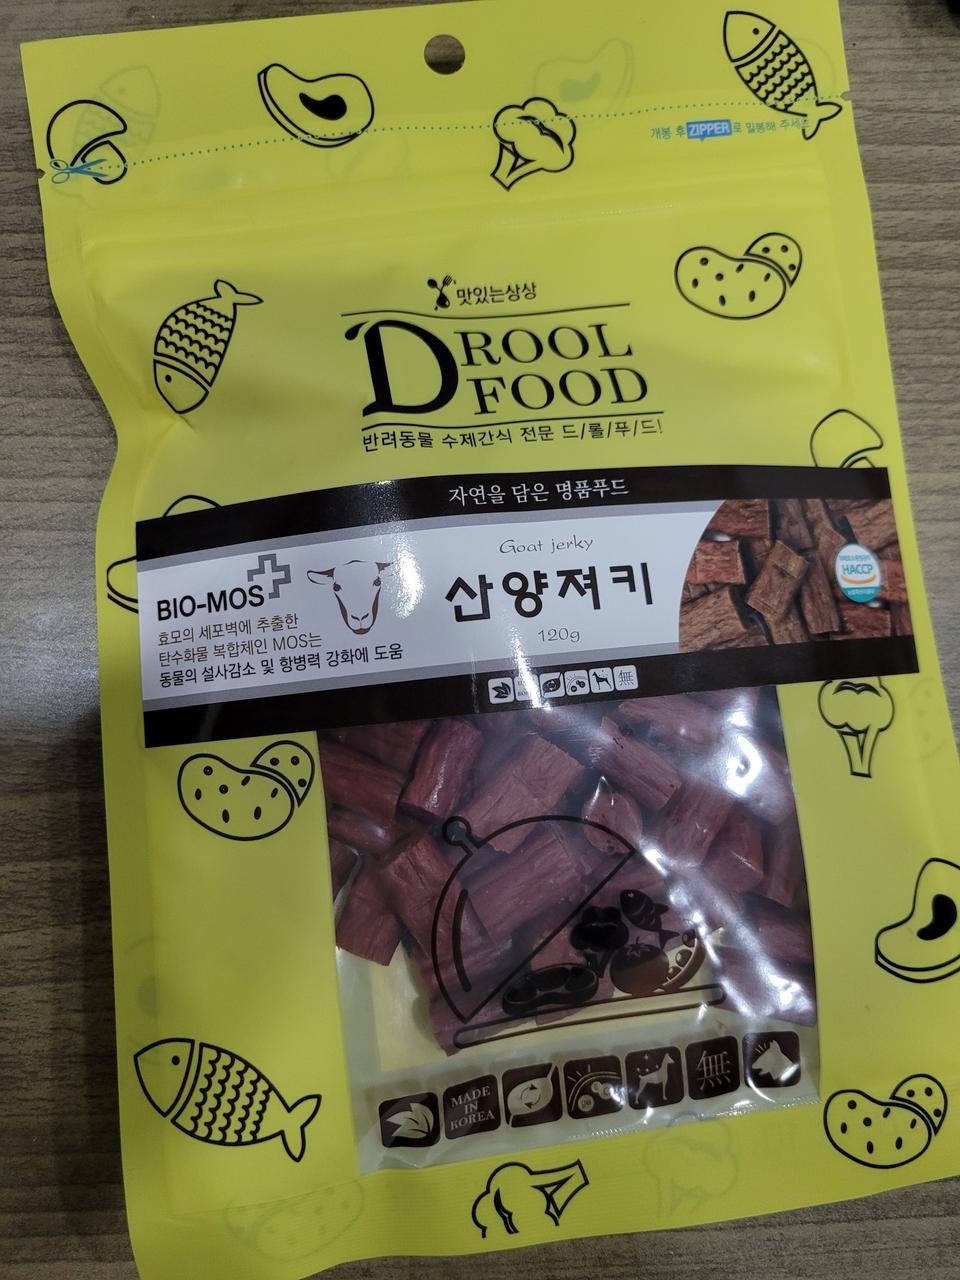 개봉 후 ZIPPER로 밀봉해 주세요
맛있는상상
DROOL
FOOD
반려동물 수제간식 전문 드/롤/푸/드!
자연을 담은 명품푸드
Goat jerky
산양져키
120g
BIO-MOS
효모의 세포벽에 추출한
탄수화물 복합체인 MOS는
동물의 설사감소 및 항병력 강화에 도움
HACCP
無
MADE
IN
KOREA
無